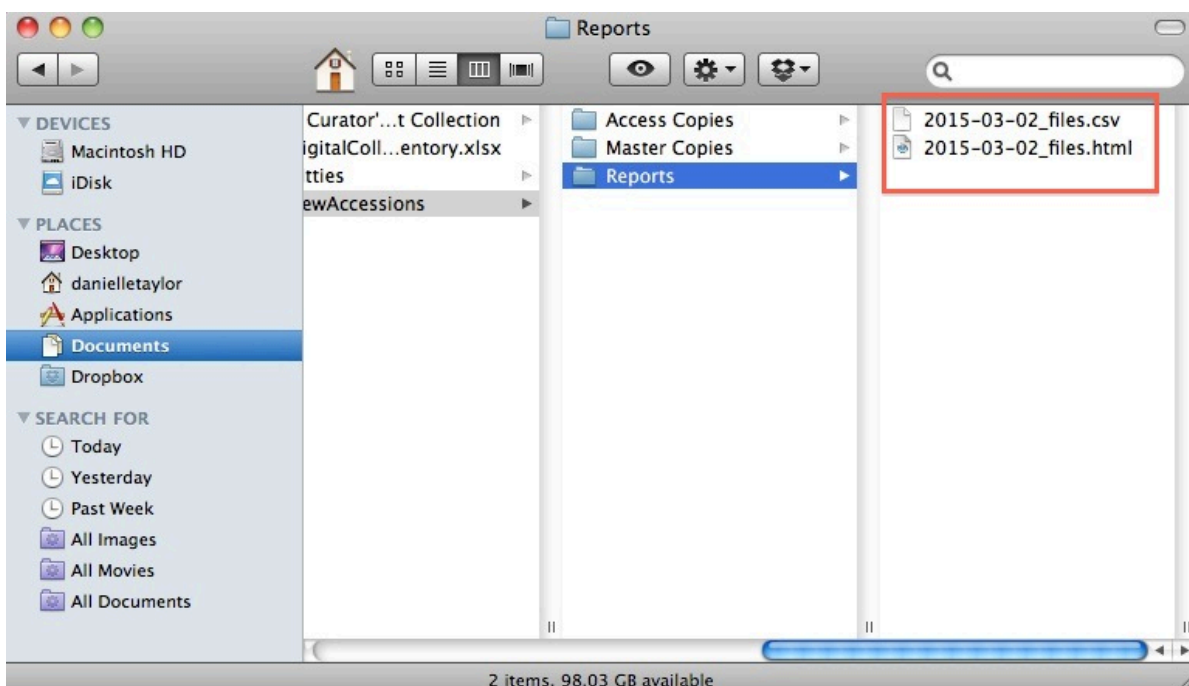 Reports
DEVICES
Macintosh HD
iDisk
PLACES
Desktop
danielletaylor
Applications
Documents
Dropbox
SEARCH FOR
Today
Yesterday
Past Week
All Images
All Movies
All Documents
Curator'...t Collection
igitalColl...entory.xlsx
tties
ewAccessions
Access Copies
Master Copies
Reports
2015-03-02_files.csv
2015-03-02_files.html
2 items, 98.03 GB available